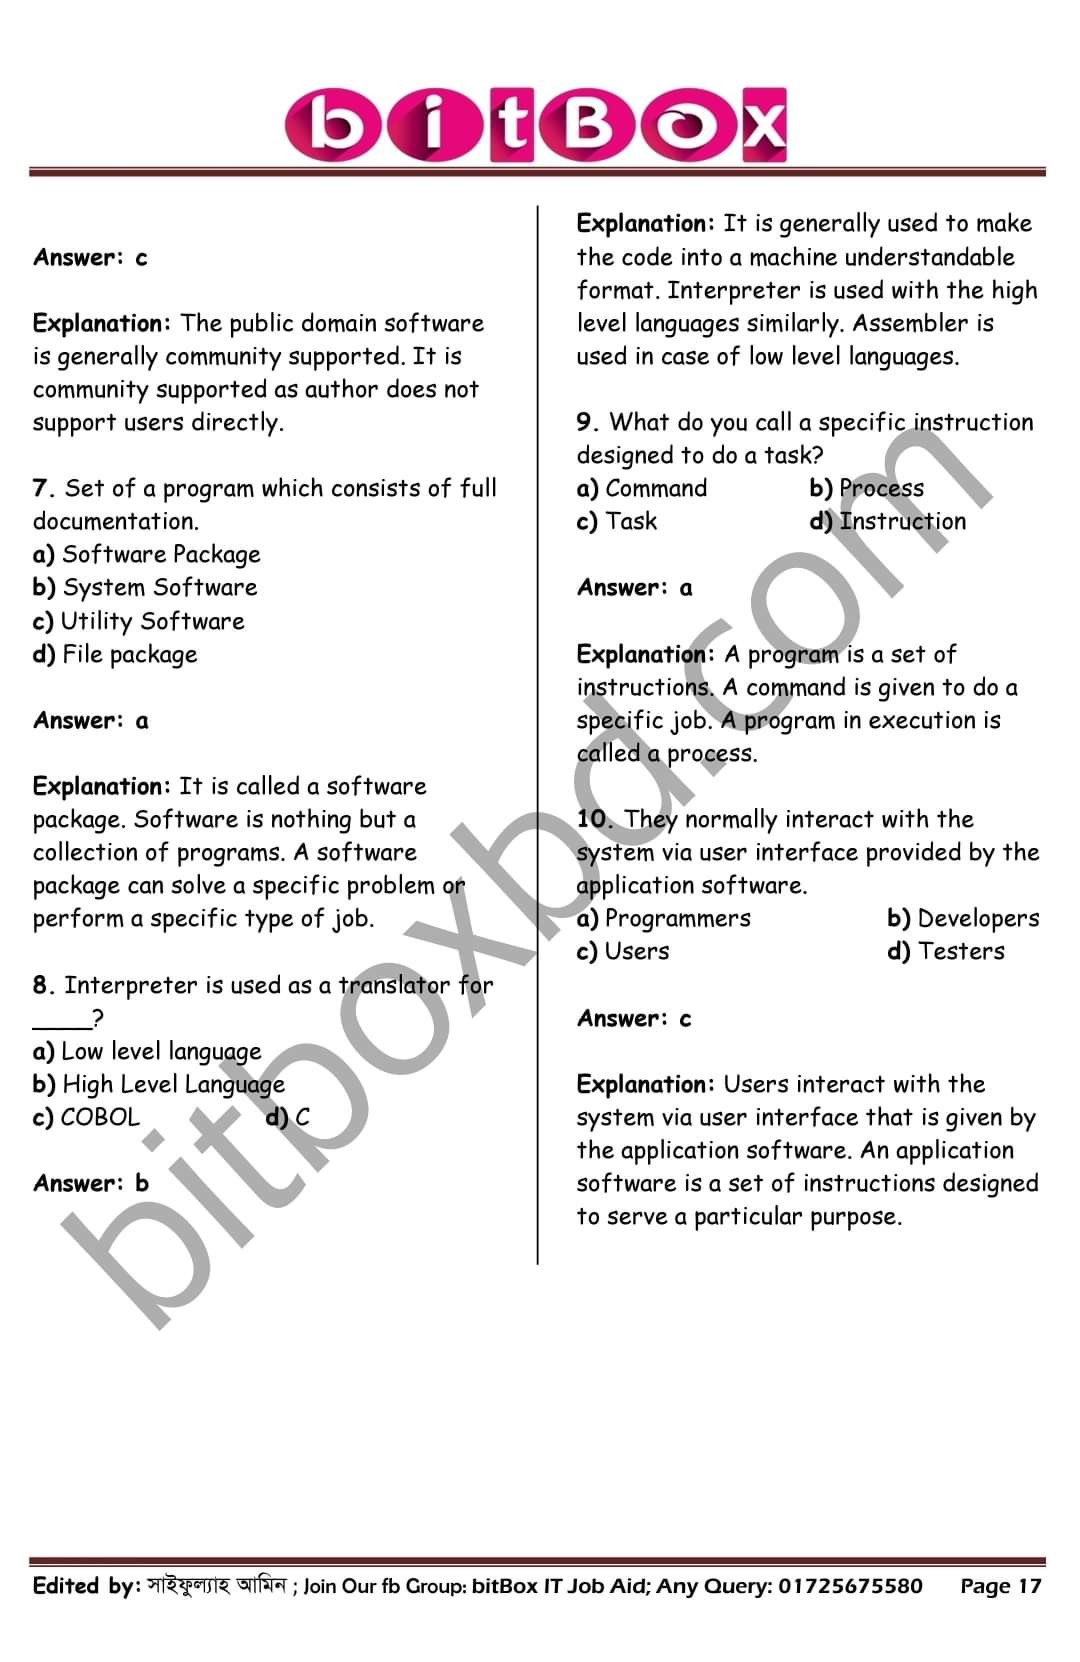 bitBox
Answer: c
Explanation: The public domain software
is generally community supported. It is
community supported as author does not
support users directly.
7. Set of a program which consists of full
documentation.
a) Software Package
b) System Software
c) Utility Software
d) File package
Answer: a
Explanation: It is called a software
package. Software is nothing but a
collection of programs. A software
package can solve a specific problem or
perform a specific type of job.
8. Interpreter is used as a translator for
____?
a) Low level language
b) High Level Language
c) COBOL d) C
Answer: b
Explanation: It is generally used to make
the code into a machine understandable
format. Interpreter is used with the high
level languages similarly. Assembler is
used in case of low level languages.
9. What do you call a specific instruction
designed to do a task?
a) Command b) Process
c) Task d) Instruction
Answer: a
Explanation: A program is a set of
instructions. A command is given to do a
specific job. A program in execution is
called a process.
10. They normally interact with the
system via user interface provided by the
application software.
a) Programmers b) Developers
c) Users d) Testers
Answer: c
Explanation: Users interact with the
system via user interface that is given by
the application software. An application
software is a set of instructions designed
to serve a particular purpose.
bitboxbd.com
Edited by: সাইফুল্যাহ আমিন ; Join Our fb Group: bitBox IT Job Aid; Any Query: 01725675580 Page 17